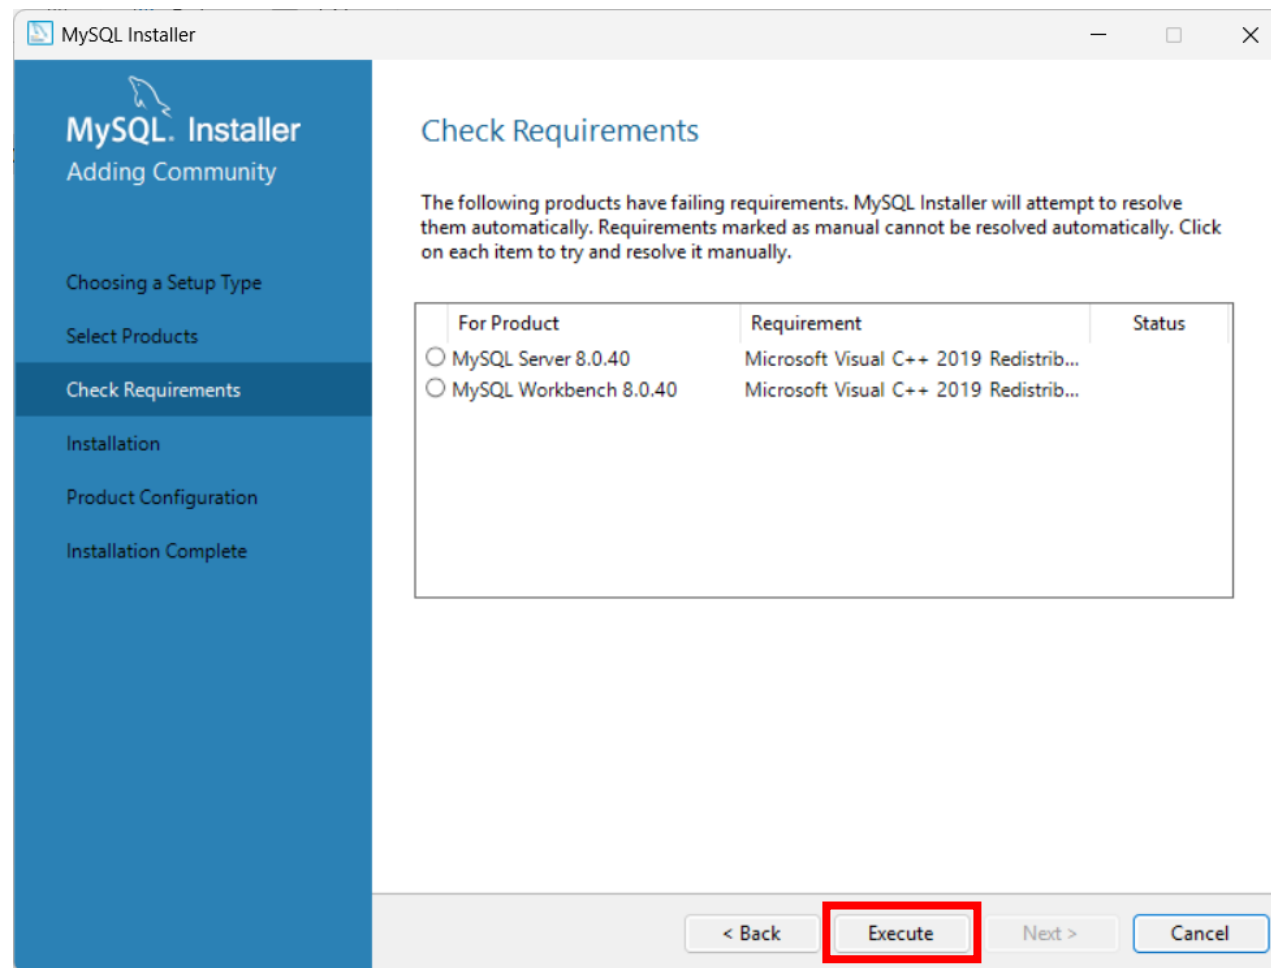 MySQL Installer
MySQL. Installer
Adding Community
Choosing a Setup Type
Select Products
Check Requirements
Installation
Product Configuration
Installation Complete
Check Requirements
The following products have failing requirements. MySQL Installer will attempt to resolve
them automatically. Requirements marked as manual cannot be resolved automatically. Click
on each item to try and resolve it manually.
For Product Requirement Status
MySQL Server 8.0.40 Microsoft Visual C++ 2019 Redistrib...
MySQL Workbench 8.0.40 Microsoft Visual C++ 2019 Redistrib...
< Back Execute Next > Cancel